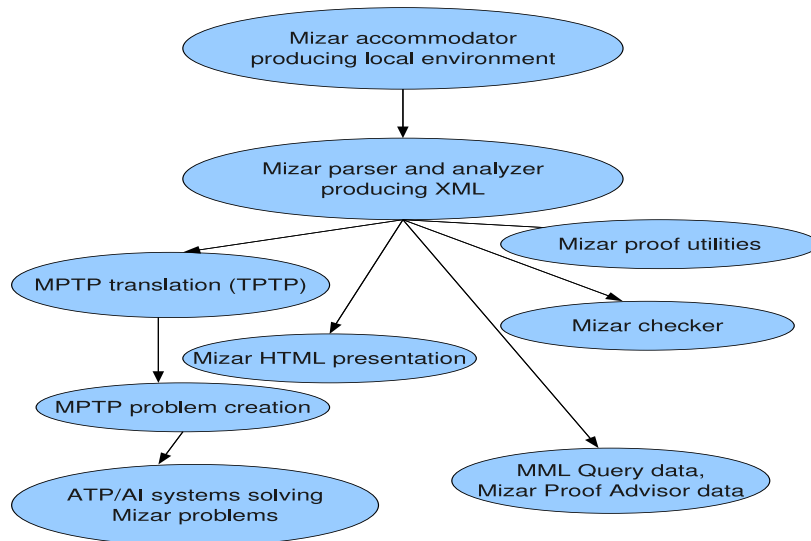 Mizar accommodator
producing local environment
Mizar parser and analyzer
producing XML
Mizar proof utilities
MPTP translation (TPTP)
Mizar checker
Mizar HTML presentation
MPTP problem creation
MML Query data,
Mizar Proof Advisor data
ATP/AI systems solving
Mizar problems